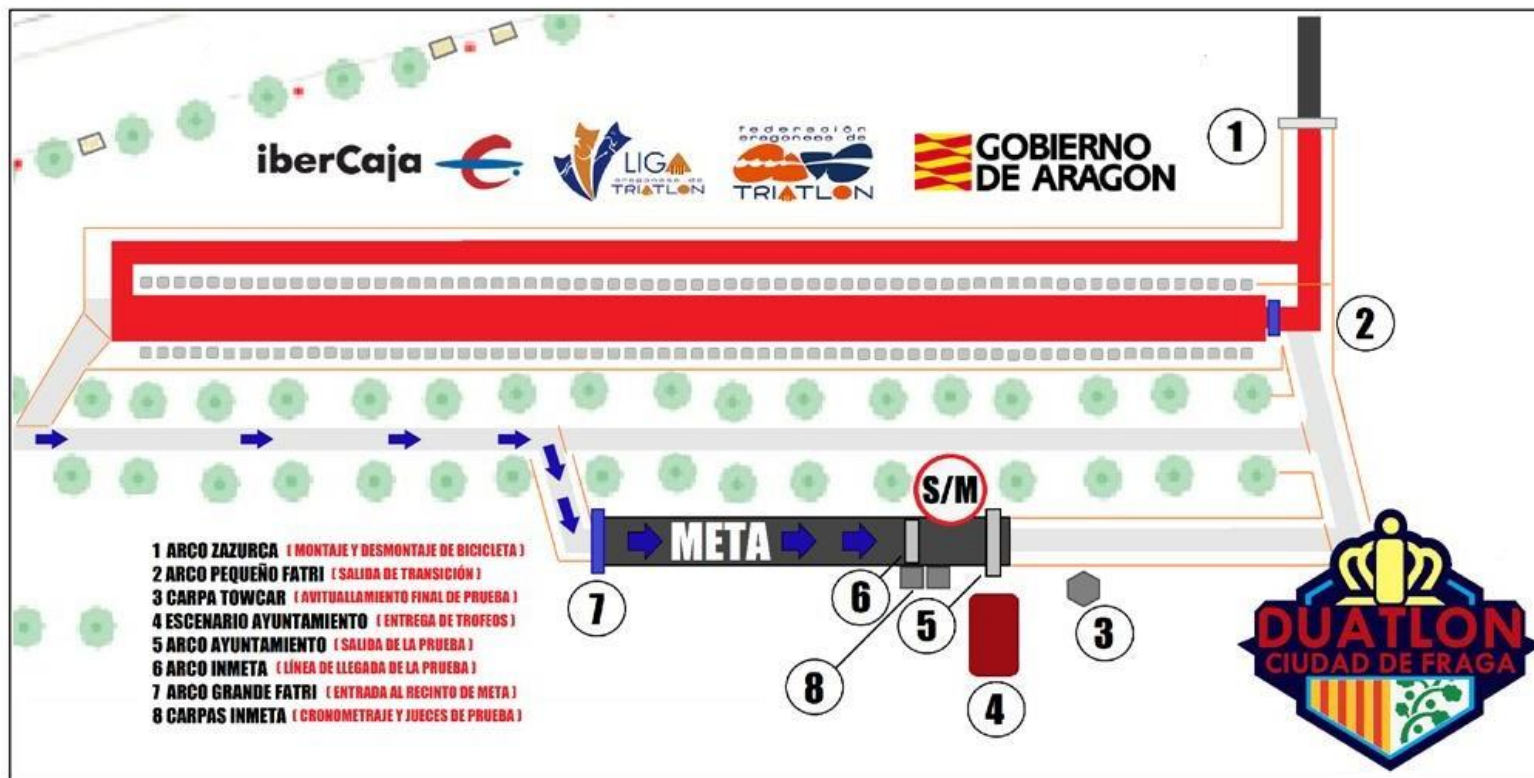 1
iberCaja
LIGA
aragonesa de
TRIATLON
federación
aragonesa de
TRIATLON
GOBIERNO
DE ARAGON
2
S/M
META
1 ARCO ZAZURCA ( MONTAJE Y DESMONTAJE DE BICICLETA )
2 ARCO PEQUEÑO FATRI ( SALIDA DE TRANSICIÓN )
3 CARPA TOWCAR ( AVITUALLAMIENTO FINAL DE PRUEBA )
4 ESCENARIO AYUNTAMIENTO ( ENTREGA DE TROFEOS )
5 ARCO AYUNTAMIENTO ( SALIDA DE LA PRUEBA )
6 ARCO INMETA ( LÍNEA DE LLEGADA DE LA PRUEBA )
7 ARCO GRANDE FATRI ( ENTRADA AL RECINTO DE META )
8 CARPAS INMETA ( CRONOMETRAJE Y JUECES DE PRUEBA )
7
6
5
3
8
4
DUATLON
CIUDAD DE FRAGA